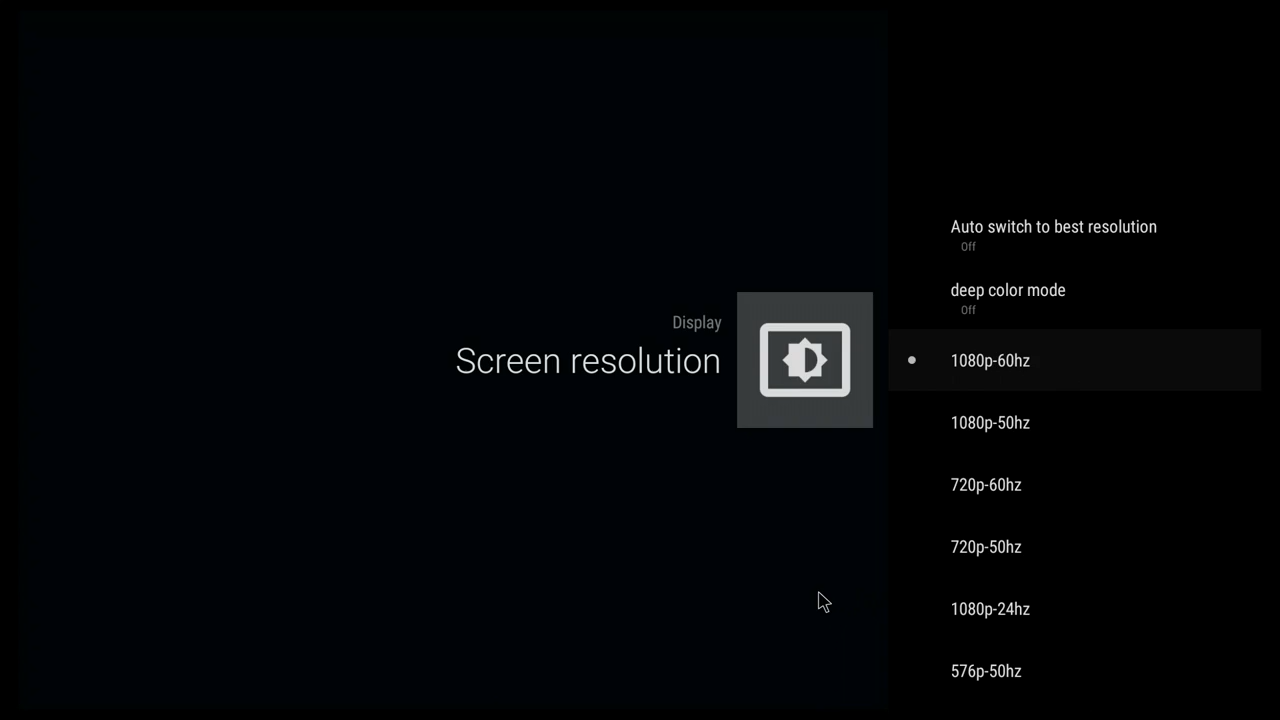 Display
Screen resolution
Auto switch to best resolution
Off
deep color mode
Off
1080p-60hz
1080p-50hz
720p-60hz
720p-50hz
1080p-24hz
576p-50hz